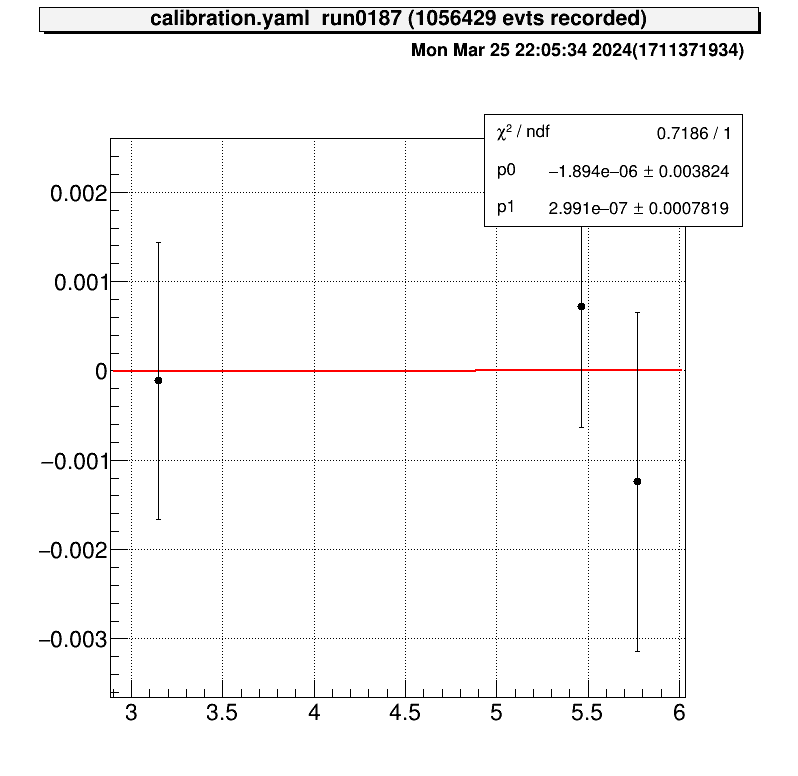 calibration.yaml  run0187 (1056429 evts recorded)
Mon Mar 25 22:05:34 2024(1711371934)
χ² / ndf 0.7186 / 1
p0 −1.894e−06 ± 0.003824
p1 2.991e−07 ± 0.0007819
0.002
0.001
0
−0.001
−0.002
−0.003
3 3.5 4 4.5 5 5.5 6